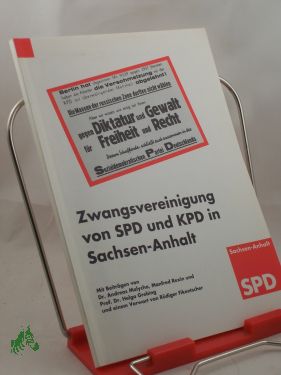 Berlin hat
die Verschmelzung
abgelehnt!
Die Massen der russischen Zone durften nicht wählen
gegen Diktatur und Gewalt
für Freiheit und Recht
Sozialdemokratischen Partei Deutschlands
Zwangsvereinigung
von SPD und KPD in
Sachsen-Anhalt
Mit Beiträgen von
Dr. Andreas Malycha, Manfred Rexin und
Prof. Dr. Helga Grebing
und einem Vorwort von Rüdiger Fikentscher
Sachsen-Anhalt
SPD